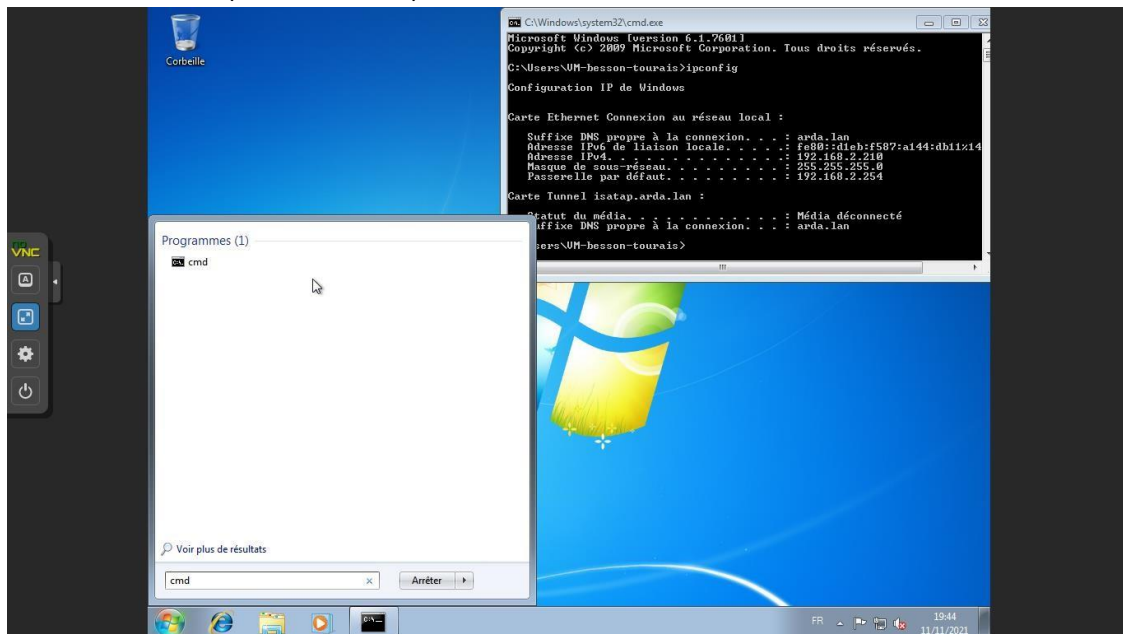 Corbeille
C:\Windows\system32\cmd.exe
Microsoft Windows [version 6.1.7601]
Copyright (c) 2009 Microsoft Corporation. Tous droits réservés.
C:\Users\VM-besson-tourais>ipconfig
Configuration IP de Windows
Carte Ethernet Connexion au réseau local :
Suffixe DNS propre à la connexion. . . : arda.lan
Adresse IPv6 de liaison locale. . . . .: fe80::d1eb:f587:a144:db11%14
Adresse IPv4. . . . . . . . . . . . . .: 192.168.2.210
Masque de sous-réseau. . . . . . . . . : 255.255.255.0
Passerelle par défaut. . . . . . . . . : 192.168.2.254
Carte Tunnel isatap.arda.lan :
Statut du média. . . . . . . . . . . . : Média déconnecté
uffixe DNS propre à la connexion. . . : arda.lan
sers\VM-besson-tourais>
noVNC
A
Programmes (1)
cmd
Voir plus de résultats
cmd
Arrêter
FR
19:44
11/11/2021